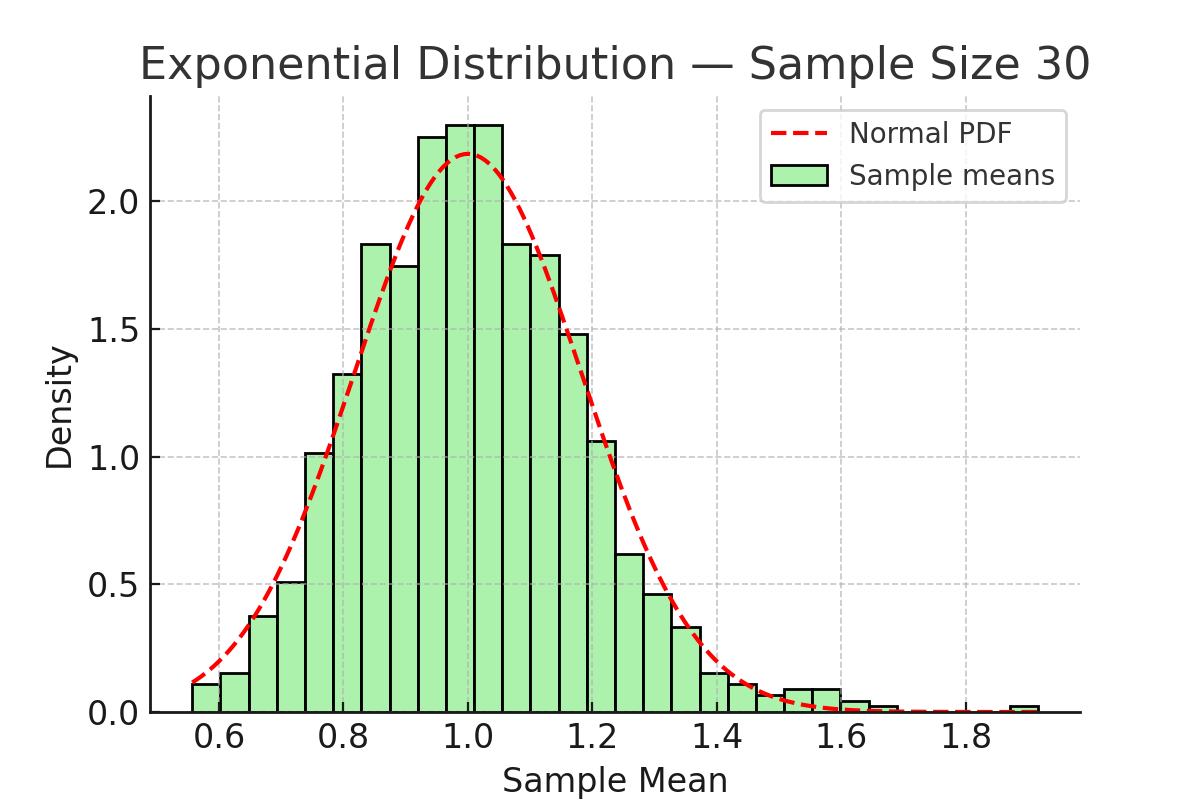 Exponential Distribution — Sample Size 30
Normal PDF
Sample means
2.0
1.5
1.0
0.5
0.0
Density
0.6 0.8 1.0 1.2 1.4 1.6 1.8
Sample Mean